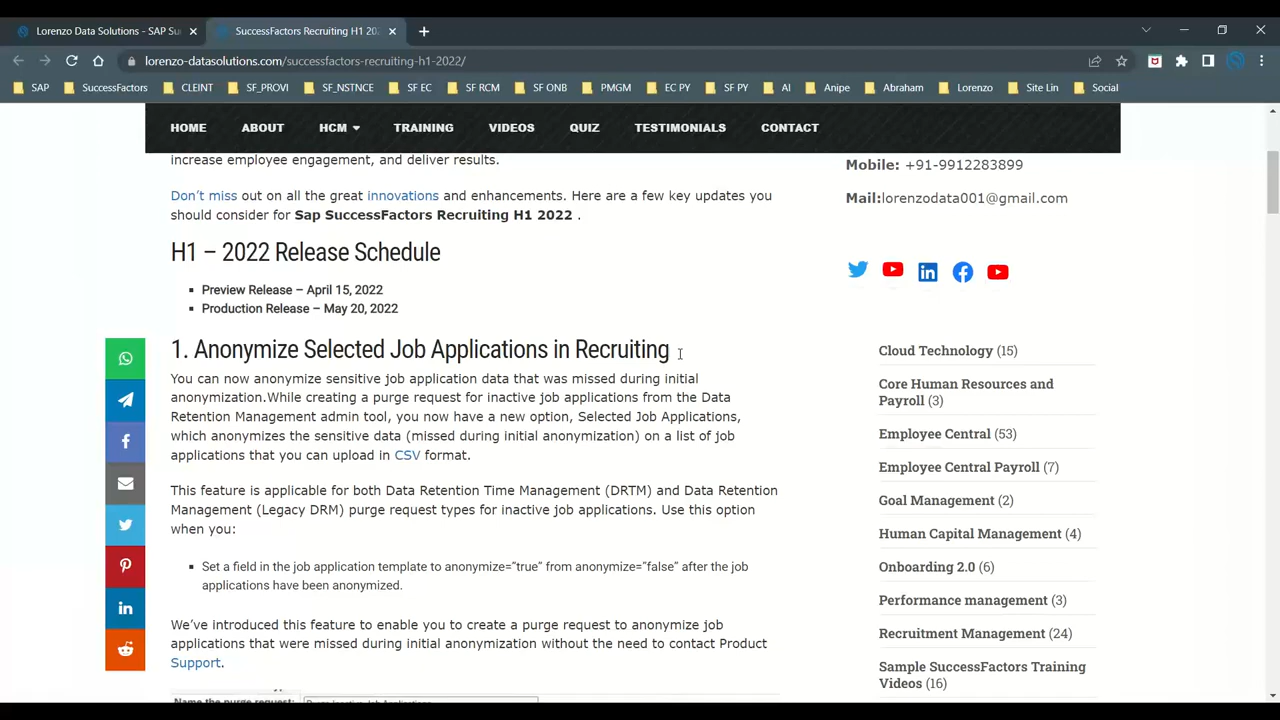 Lorenzo Data Solutions - SAP Su
SuccessFactors Recruiting H1 202
lorenzo-datasolutions.com/successfactors-recruiting-h1-2022/
SAP SuccessFactors CLEINT SF_PROVI SF_NSTNCE SF EC SF RCM SF ONB PMGM EC PY SF PY AI Anipe Abraham Lorenzo Site Lin Social
HOME ABOUT HCM TRAINING VIDEOS QUIZ TESTIMONIALS CONTACT
increase employee engagement, and deliver results.
Don't miss out on all the great innovations and enhancements. Here are a few key updates you
should consider for Sap SuccessFactors Recruiting H1 2022 .
H1 – 2022 Release Schedule
Preview Release – April 15, 2022
Production Release – May 20, 2022
1. Anonymize Selected Job Applications in Recruiting
You can now anonymize sensitive job application data that was missed during initial
anonymization.While creating a purge request for inactive job applications from the Data
Retention Management admin tool, you now have a new option, Selected Job Applications,
which anonymizes the sensitive data (missed during initial anonymization) on a list of job
applications that you can upload in CSV format.
This feature is applicable for both Data Retention Time Management (DRTM) and Data Retention
Management (Legacy DRM) purge request types for inactive job applications. Use this option
when you:
Set a field in the job application template to anonymize="true" from anonymize="false" after the job
applications have been anonymized.
We've introduced this feature to enable you to create a purge request to anonymize job
applications that were missed during initial anonymization without the need to contact Product
Support.
Name the purge request:
Mobile: +91-9912283899
Mail:lorenzodata001@gmail.com
Cloud Technology (15)
Core Human Resources and
Payroll (3)
Employee Central (53)
Employee Central Payroll (7)
Goal Management (2)
Human Capital Management (4)
Onboarding 2.0 (6)
Performance management (3)
Recruitment Management (24)
Sample SuccessFactors Training
Videos (16)